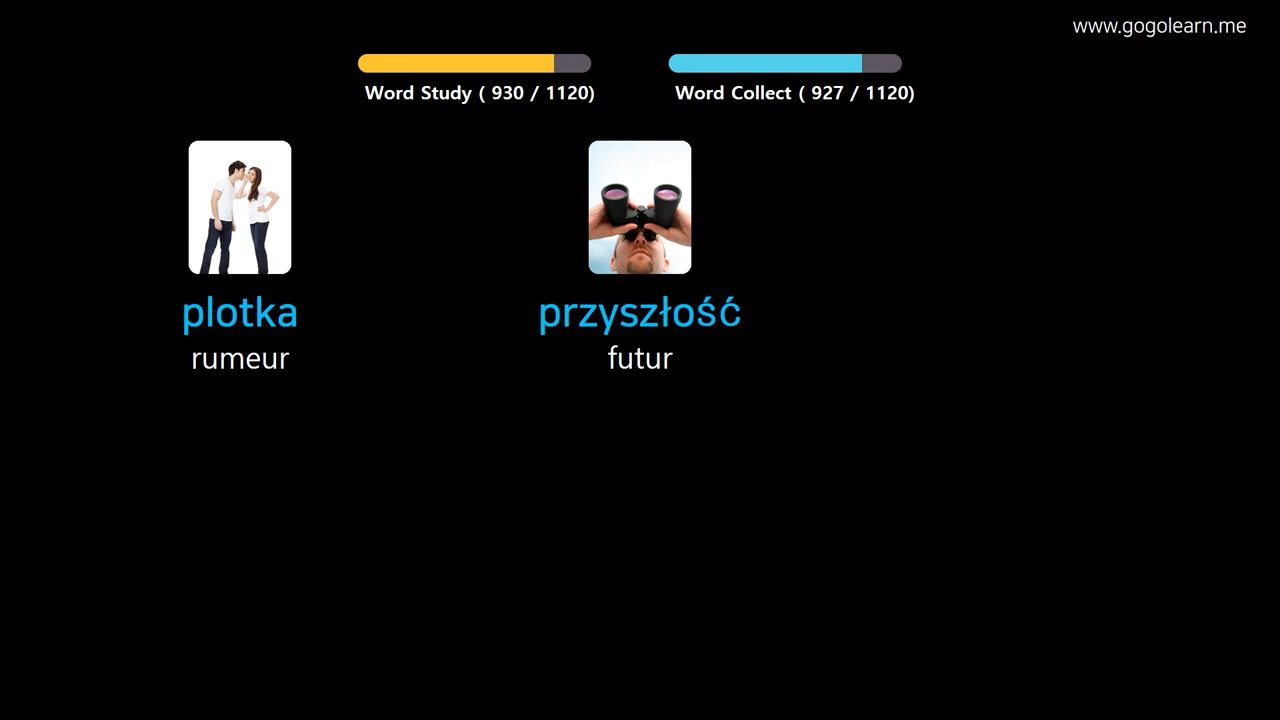 www.gogolearn.me
Word Study ( 930 / 1120)
Word Collect ( 927 / 1120)
plotka
rumeur
przyszłość
futur